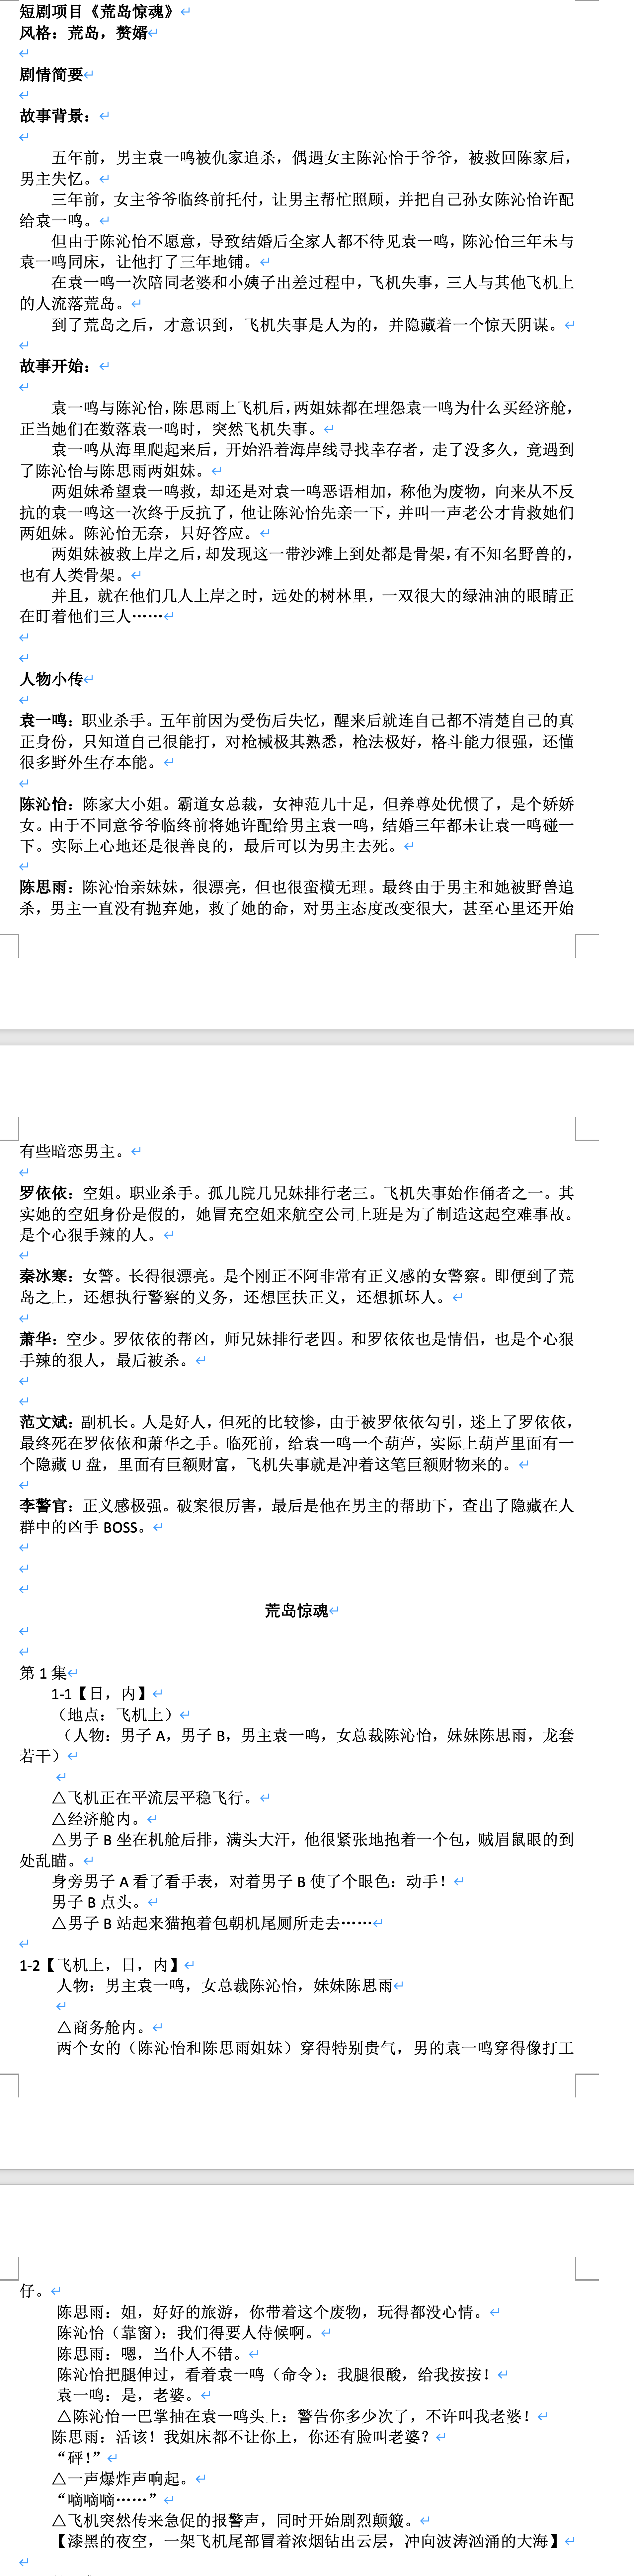 短剧项目《荒岛惊魂》
风格：荒岛，赘婿
剧情简要
故事背景：
五年前，男主袁一鸣被仇家追杀，偶遇女主陈沁怡于爷爷，被救回陈家后，
男主失忆。
三年前，女主爷爷临终前托付，让男主帮忙照顾，并把自己孙女陈沁怡许配
给袁一鸣。
但由于陈沁怡不愿意，导致结婚后全家人都不待见袁一鸣，陈沁怡三年未与
袁一鸣同床，让他打了三年地铺。
在袁一鸣一次陪同老婆和小姨子出差过程中，飞机失事，三人与其他飞机上
的人流落荒岛。
到了荒岛之后，才意识到，飞机失事是人为的，并隐藏着一个惊天阴谋。
故事开始：
袁一鸣与陈沁怡，陈思雨上飞机后，两姐妹都在埋怨袁一鸣为什么买经济舱，
正当她们在数落袁一鸣时，突然飞机失事。
袁一鸣从海里爬起来后，开始沿着海岸线寻找幸存者，走了没多久，竟遇到
了陈沁怡与陈思雨两姐妹。
两姐妹希望袁一鸣救，却还是对袁一鸣恶语相加，称他为废物，向来从不反
抗的袁一鸣这一次终于反抗了，他让陈沁怡先亲一下，并叫一声老公才肯救她们
两姐妹。陈沁怡无奈，只好答应。
两姐妹被救上岸之后，却发现这一带沙滩上到处都是骨架，有不知名野兽的，
也有人类骨架。
并且，就在他们几人上岸之时，远处的树林里，一双很大的绿油油的眼睛正
在盯着他们三人……
人物小传
袁一鸣：职业杀手。五年前因为受伤后失忆，醒来后就连自己都不清楚自己的真
正身份，只知道自己很能打，对枪械极其熟悉，枪法极好，格斗能力很强，还懂
很多野外生存本能。
陈沁怡：陈家大小姐。霸道女总裁，女神范儿十足，但养尊处优惯了，是个娇娇
女。由于不同意爷爷临终前将她许配给男主袁一鸣，结婚三年都未让袁一鸣碰一
下。实际上心地还是很善良的，最后可以为男主去死。
陈思雨：陈沁怡亲妹妹，很漂亮，但也很蛮横无理。最终由于男主和她被野兽追
杀，男主一直没有抛弃她，救了她的命，对男主态度改变很大，甚至心里还开始
有些暗恋男主。
罗依依：空姐。职业杀手。孤儿院几兄妹排行老三。飞机失事始作俑者之一。其
实她的空姐身份是假的，她冒充空姐来航空公司上班是为了制造这起空难事故。
是个心狠手辣的人。
秦冰寒：女警。长得很漂亮。是个刚正不阿非常有正义感的女警察。即便到了荒
岛之上，还想执行警察的义务，还想匡扶正义，还想抓坏人。
萧华：空少。罗依依的帮凶，师兄妹排行老四。和罗依依也是情侣，也是个心狠
手辣的狠人，最后被杀。
范文斌：副机长。人是好人，但死的比较惨，由于被罗依依勾引，迷上了罗依依，
最终死在罗依依和萧华之手。临死前，给袁一鸣一个葫芦，实际上葫芦里面有一
个隐藏 U 盘，里面有巨额财富，飞机失事就是冲着这笔巨额财物来的。
李警官：正义感极强。破案很厉害，最后是他在男主的帮助下，查出了隐藏在人
群中的凶手 BOSS。
荒岛惊魂
第 1 集
1-1【日，内】
（地点：飞机上）
（人物：男子 A，男子 B，男主袁一鸣，女总裁陈沁怡，妹妹陈思雨，龙套
若干）
△飞机正在平流层平稳飞行。
△经济舱内。
△男子 B 坐在机舱后排，满头大汗，他很紧张地抱着一个包，贼眉鼠眼的到
处乱瞄。
身旁男子 A 看了看手表，对着男子 B 使了个眼色：动手！
男子 B 点头。
△男子 B 站起来猫抱着包朝机尾厕所走去……
1-2【飞机上，日，内】
人物：男主袁一鸣，女总裁陈沁怡，妹妹陈思雨
△商务舱内。
两个女的（陈沁怡和陈思雨姐妹）穿得特别贵气，男的袁一鸣穿得像打工
仔。
陈思雨：姐，好好的旅游，你带着这个废物，玩得都没心情。
陈沁怡（靠窗）：我们得要人侍候啊。
陈思雨：嗯，当仆人不错。
陈沁怡把腿伸过，看着袁一鸣（命令）：我腿很酸，给我按按！
袁一鸣：是，老婆。
△陈沁怡一巴掌抽在袁一鸣头上：警告你多少次了，不许叫我老婆！
陈思雨：活该！我姐床都不让你上，你还有脸叫老婆？
“砰！”
△一声爆炸声响起。
“嘀嘀嘀……”
△飞机突然传来急促的报警声，同时开始剧烈颠簸。
【漆黑的夜空，一架飞机尾部冒着浓烟钻出云层，冲向波涛汹涌的大海】